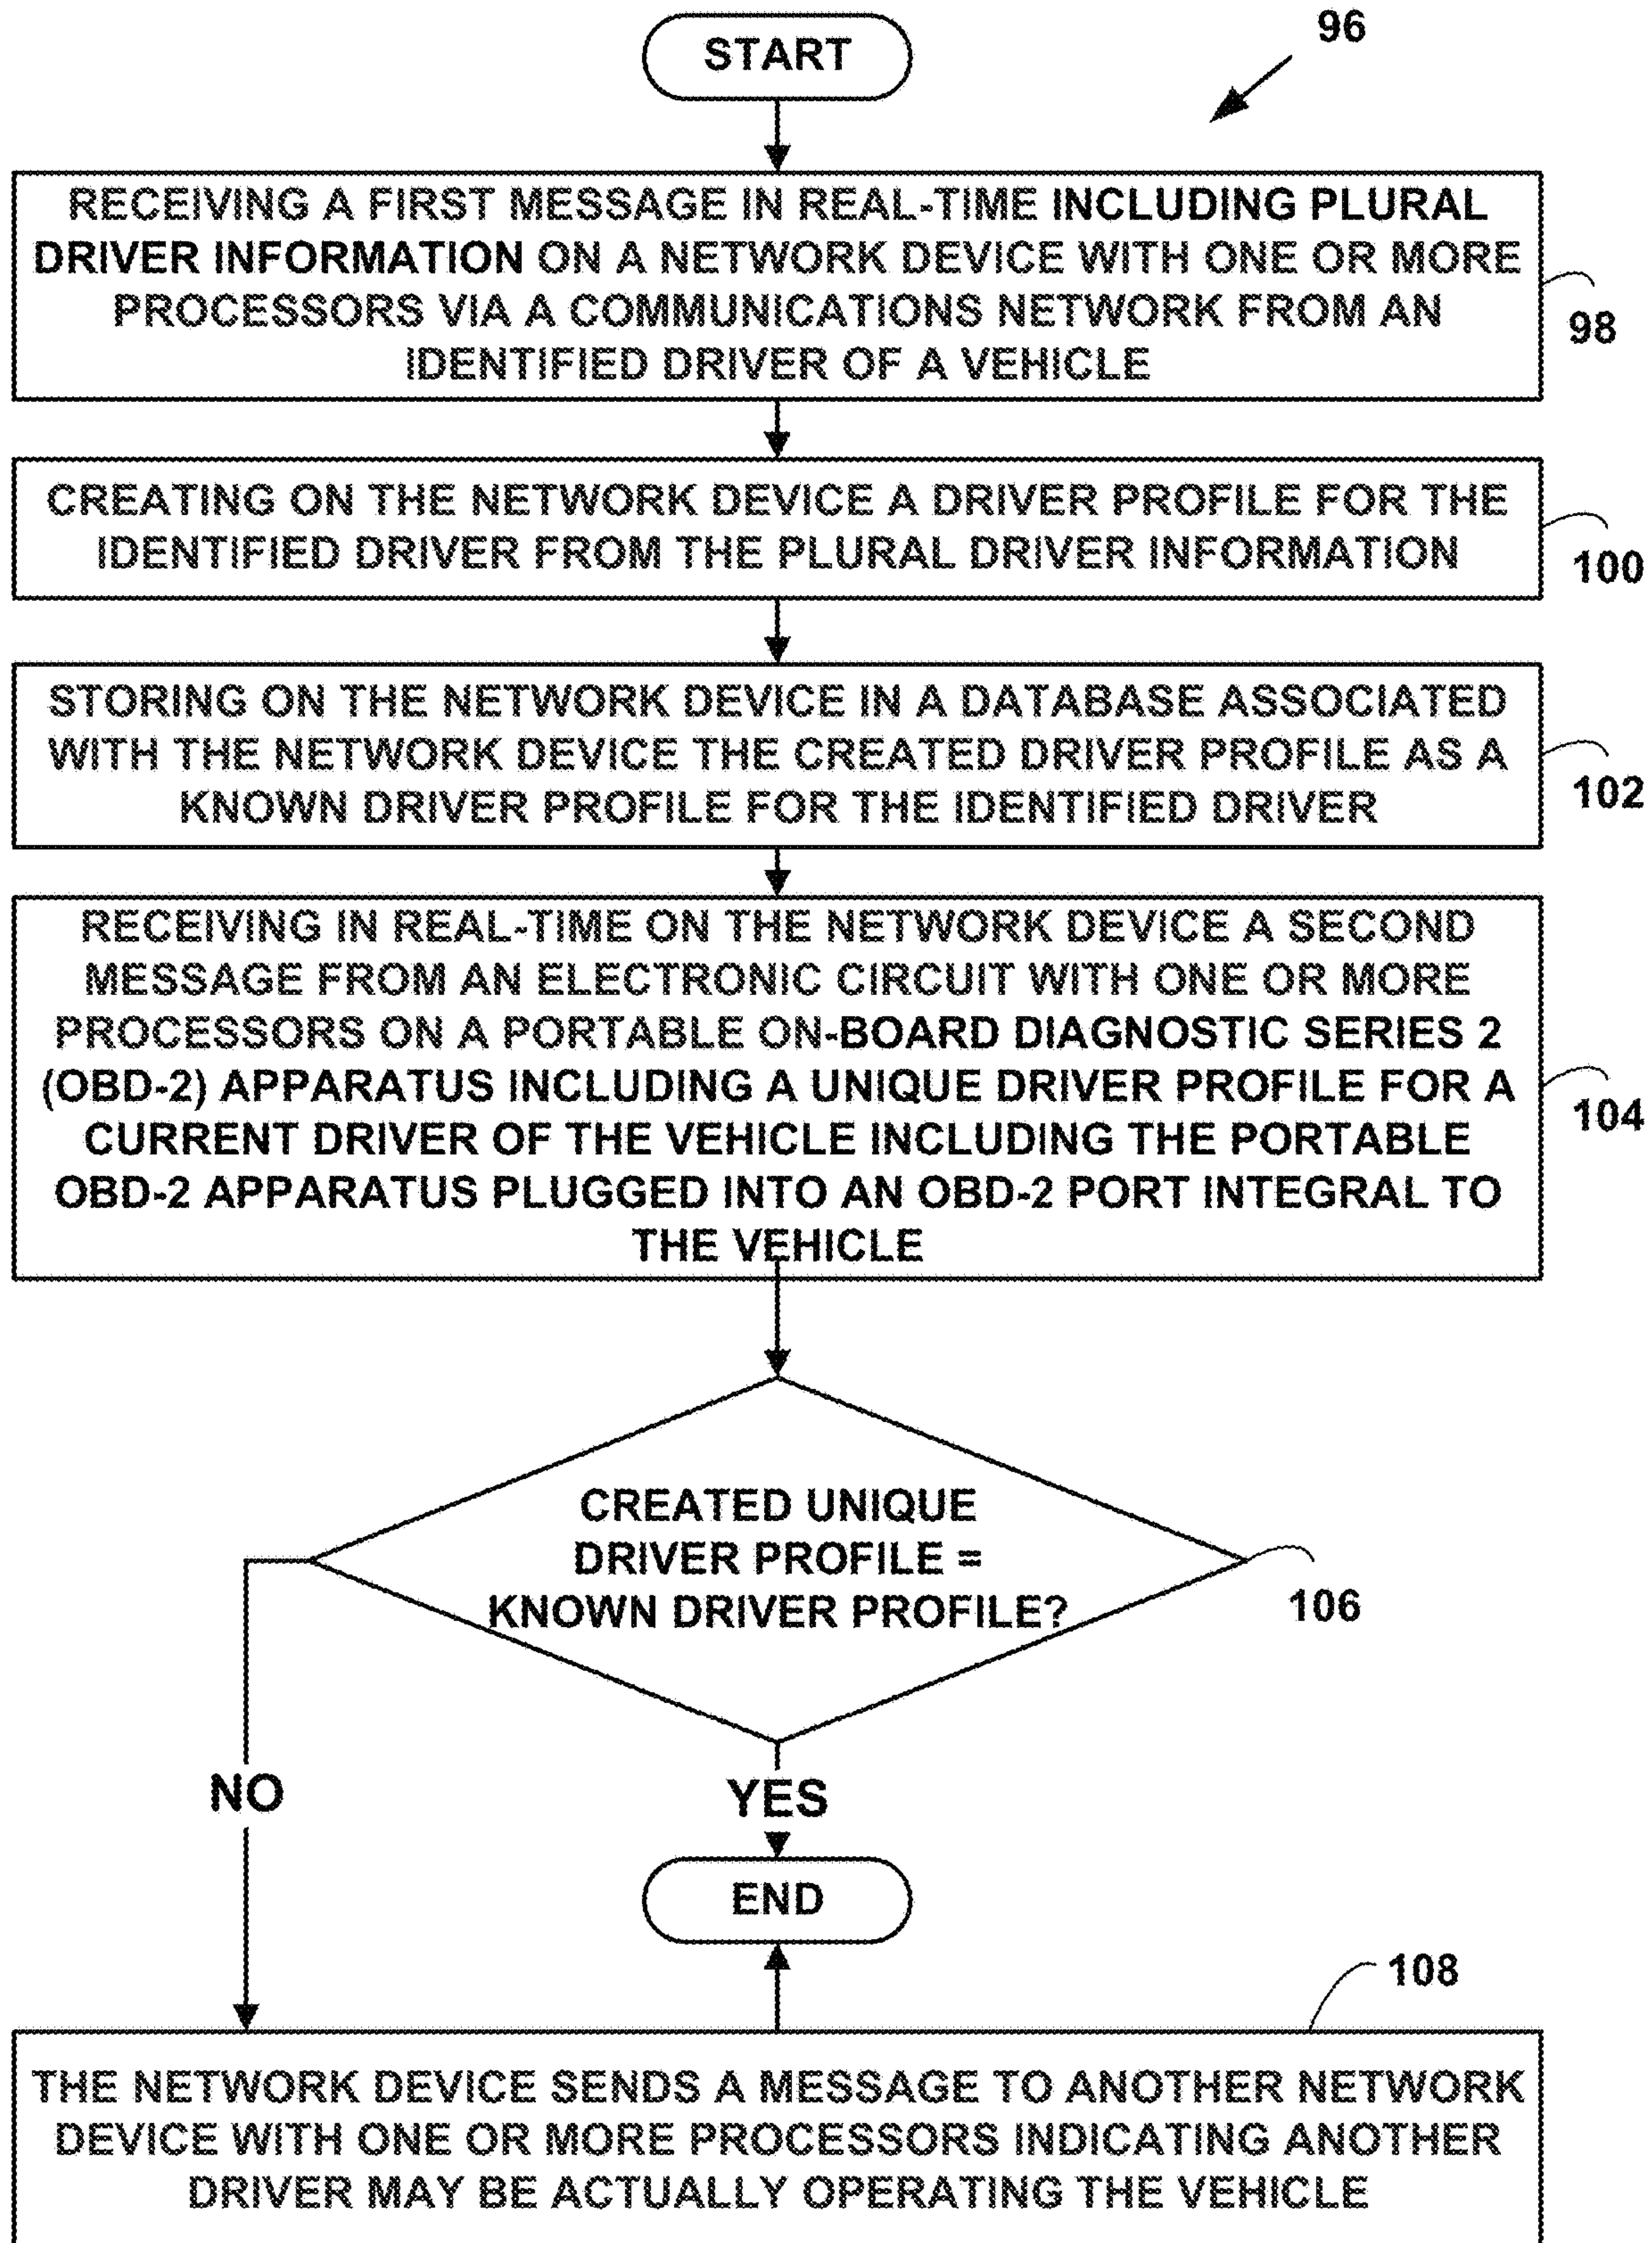 START
96
RECEIVING A FIRST MESSAGE IN REAL-TIME INCLUDING PLURAL
DRIVER INFORMATION ON A NETWORK DEVICE WITH ONE OR MORE
PROCESSORS VIA A COMMUNICATIONS NETWORK FROM AN
IDENTIFIED DRIVER OF A VEHICLE
98
CREATING ON THE NETWORK DEVICE A DRIVER PROFILE FOR THE
IDENTIFIED DRIVER FROM THE PLURAL DRIVER INFORMATION
100
STORING ON THE NETWORK DEVICE IN A DATABASE ASSOCIATED
WITH THE NETWORK DEVICE THE CREATED DRIVER PROFILE AS A
KNOWN DRIVER PROFILE FOR THE IDENTIFIED DRIVER
102
RECEIVING IN REAL-TIME ON THE NETWORK DEVICE A SECOND
MESSAGE FROM AN ELECTRONIC CIRCUIT WITH ONE OR MORE
PROCESSORS ON A PORTABLE ON-BOARD DIAGNOSTIC SERIES 2
(OBD-2) APPARATUS INCLUDING A UNIQUE DRIVER PROFILE FOR A
CURRENT DRIVER OF THE VEHICLE INCLUDING THE PORTABLE
OBD-2 APPARATUS PLUGGED INTO AN OBD-2 PORT INTEGRAL TO
THE VEHICLE
104
CREATED UNIQUE
DRIVER PROFILE =
KNOWN DRIVER PROFILE?
106
NO
YES
END
108
THE NETWORK DEVICE SENDS A MESSAGE TO ANOTHER NETWORK
DEVICE WITH ONE OR MORE PROCESSORS INDICATING ANOTHER
DRIVER MAY BE ACTUALLY OPERATING THE VEHICLE